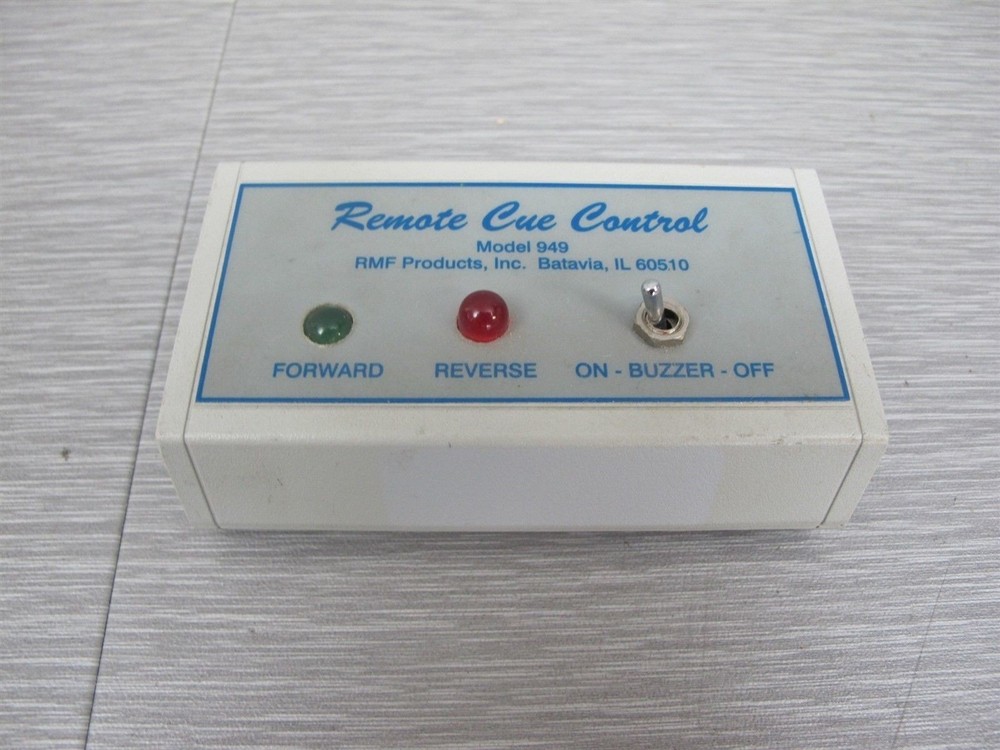 Remote Cue Control
Model 949
RMF Products, Inc. Batavia, IL 60510
FORWARD REVERSE ON - BUZZER - OFF